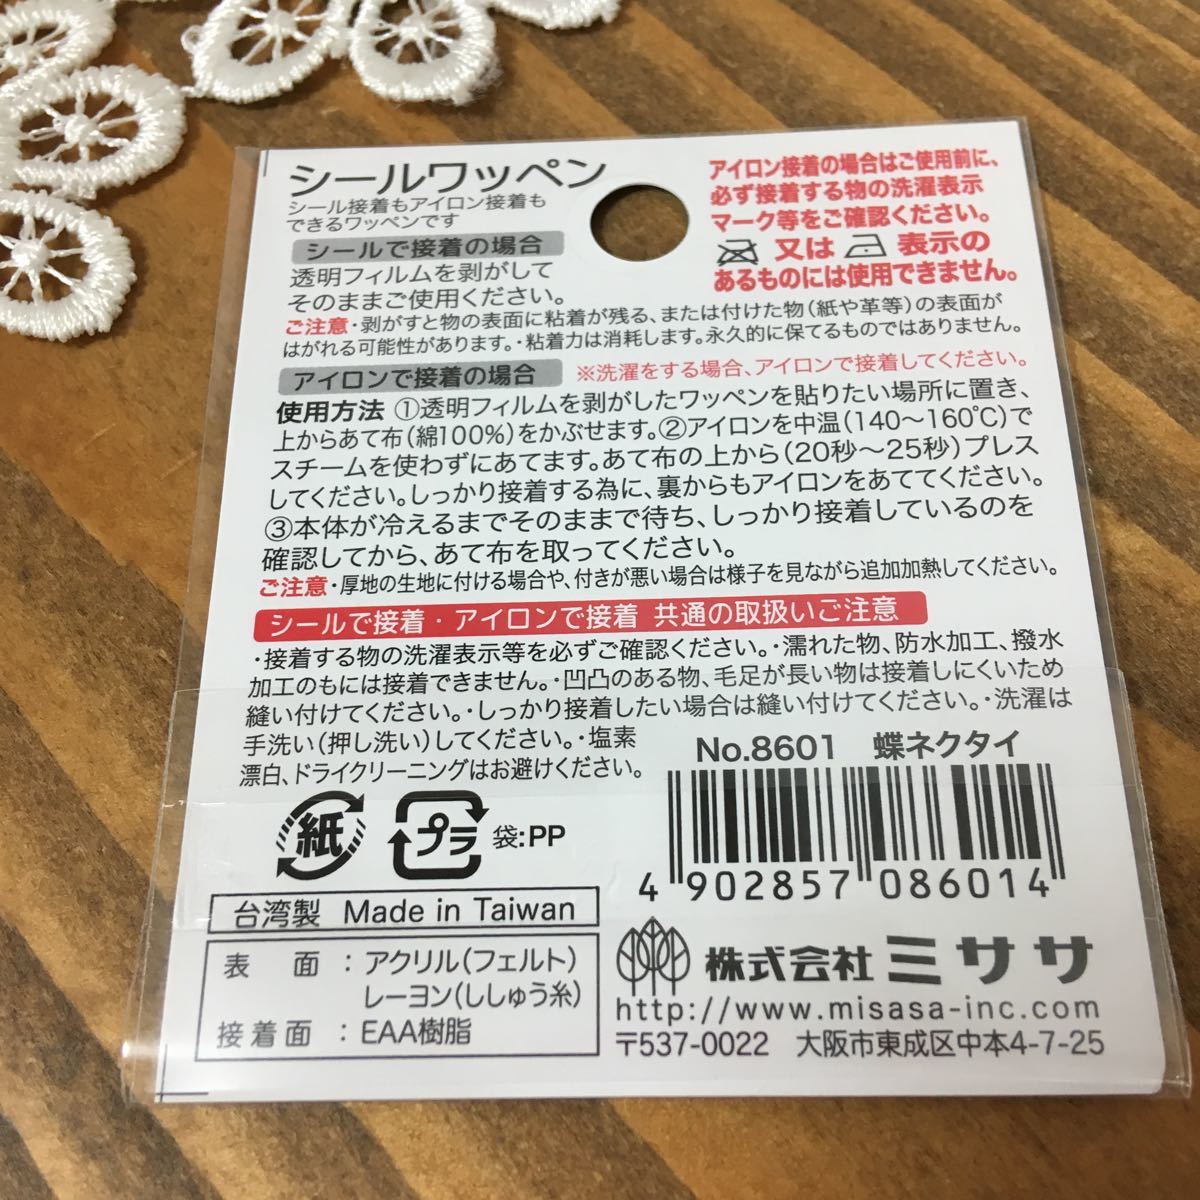 シールワッペン
シール接着もアイロン接着も
できるワッペンです
アイロン接着の場合はご使用前に、
必ず接着する物の洗濯表示
マーク等をご確認ください。
又は 表示の
あるものには使用できません。
シールで接着の場合
透明フィルムを剥がして
そのままご使用ください。
ご注意・剥がすと物の表面に粘着が残る、または付けた物(紙や革等)の表面が
はがれる可能性があります。・粘着力は消耗します。永久的に保てるものではありません。
アイロンで接着の場合 ※洗濯をする場合、アイロンで接着してください。
使用方法 ①透明フィルムを剥がしたワッペンを貼りたい場所に置き、
上からあて布(綿100%)をかぶせます。②アイロンを中温(140〜160℃)で
スチームを使わずにあてます。あて布の上から(20秒〜25秒)プレス
してください。しっかり接着する為に、裏からもアイロンをあててください。
③本体が冷えるまでそのままで待ち、しっかり接着しているのを
確認してから、あて布を取ってください。
ご注意・厚地の生地に付ける場合や、付きが悪い場合は様子を見ながら追加加熱してください。
シールで接着・アイロンで接着 共通の取扱いご注意
・接着する物の洗濯表示等を必ずご確認ください。・濡れた物、防水加工、撥水
加工のもには接着できません。・凹凸のある物、毛足が長い物は接着しにくいため
縫い付けてください。・しっかり接着したい場合は縫い付けてください。・洗濯は
手洗い(押し洗い)してください。・塩素
漂白、ドライクリーニングはお避けください。
No.8601 蝶ネクタイ
紙 プラ 袋:PP
4 902857 086014
台湾製 Made in Taiwan
表 面 : アクリル(フェルト)
レーヨン(ししゅう糸)
接着面 : EAA樹脂
株式会社 ミササ
http://www.misasa-inc.com
〒537-0022 大阪市東成区中本4-7-25